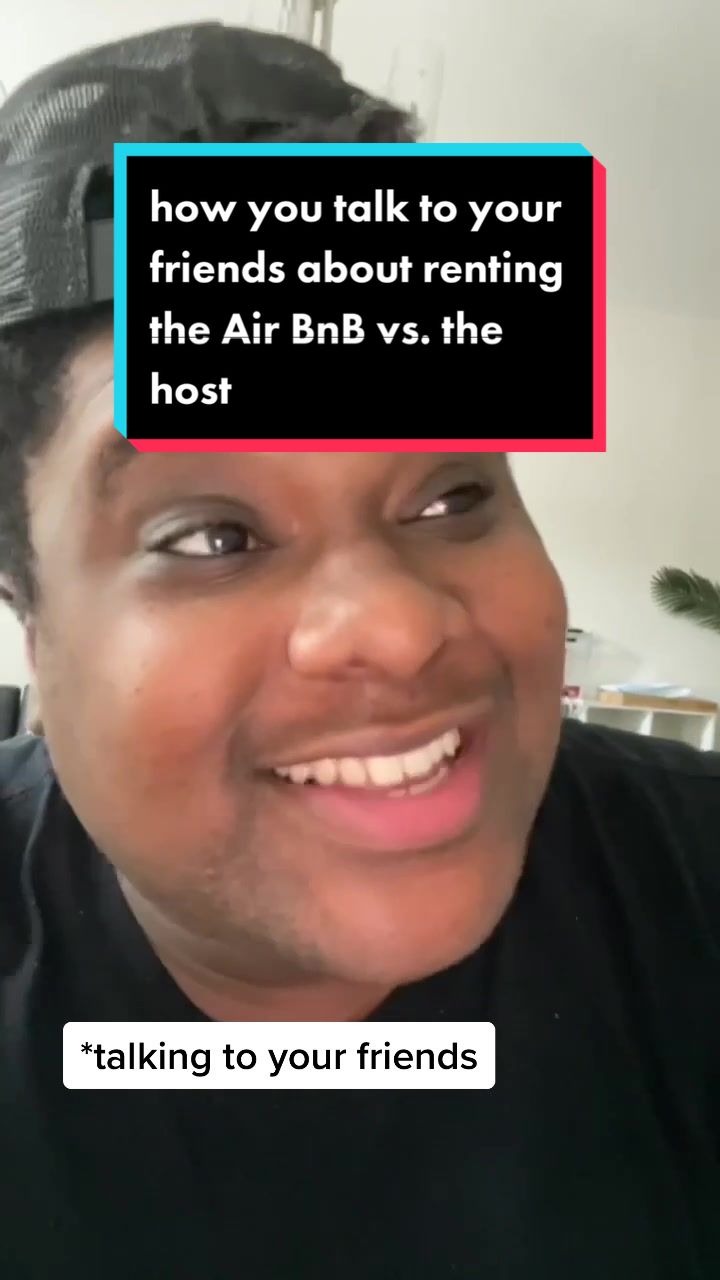 how you talk to your
friends about renting
the Air BnB vs. the
host
*talking to your friends